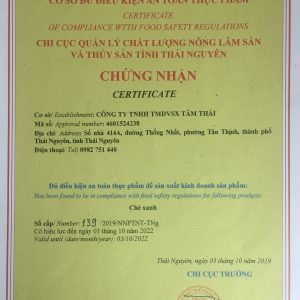 CƠ SỞ ĐỦ ĐIỀU KIỆN AN TOÀN THỰC PHẨM
CERTIFICATE
OF COMPLIANCE WTTH FOOD SAFETY REGULATIONS
CHI CỤC QUẢN LÝ CHẤT LƯỢNG NÔNG LÂM SẢN
VÀ THỦY SẢN TỈNH THÁI NGUYÊN
CHỨNG NHẬN
CERTIFICATE
Cơ sở/ Establishment: CÔNG TY TNHH TMDVSX TÂM THÁI
Mã số/ Approval number: 4601524238
Địa chỉ/ Address: Số nhà 414A, đường Thống Nhất, phường Tân Thịnh, thành phố
Thái Nguyên, tỉnh Thái Nguyên
Điện thoại/ Tel: 0982 751 440
Đủ điều kiện an toàn thực phẩm để sản xuất kinh doanh sản phẩm:
Has been found to be in compliance with food safety regulations for following products:
Chè xanh
Số cấp/ Number: 139 /2019/NNPTNT-TNg
Có hiệu lực đến ngày 03 tháng 10 năm 2022
Valid until (date/month/year): 03/10/2022
Thái Nguyên, ngày 03 tháng 10 năm 2019
CHI CỤC TRƯỞNG